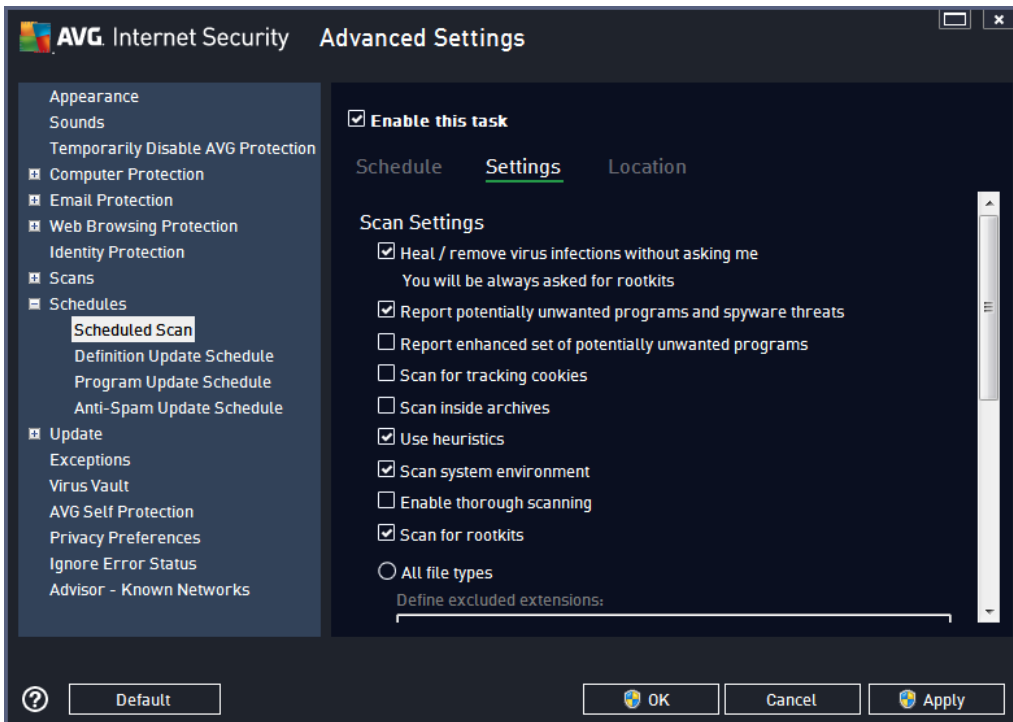 AVG. Internet Security Advanced Settings
Appearance
Sounds
Temporarily Disable AVG Protection
Computer Protection
Email Protection
Web Browsing Protection
Identity Protection
Scans
Schedules
Scheduled Scan
Definition Update Schedule
Program Update Schedule
Anti-Spam Update Schedule
Update
Exceptions
Virus Vault
AVG Self Protection
Privacy Preferences
Ignore Error Status
Advisor - Known Networks
Enable this task
Schedule Settings Location
Scan Settings
Heal / remove virus infections without asking me
You will be always asked for rootkits
Report potentially unwanted programs and spyware threats
Report enhanced set of potentially unwanted programs
Scan for tracking cookies
Scan inside archives
Use heuristics
Scan system environment
Enable thorough scanning
Scan for rootkits
All file types
Define excluded extensions:
? Default OK Cancel Apply